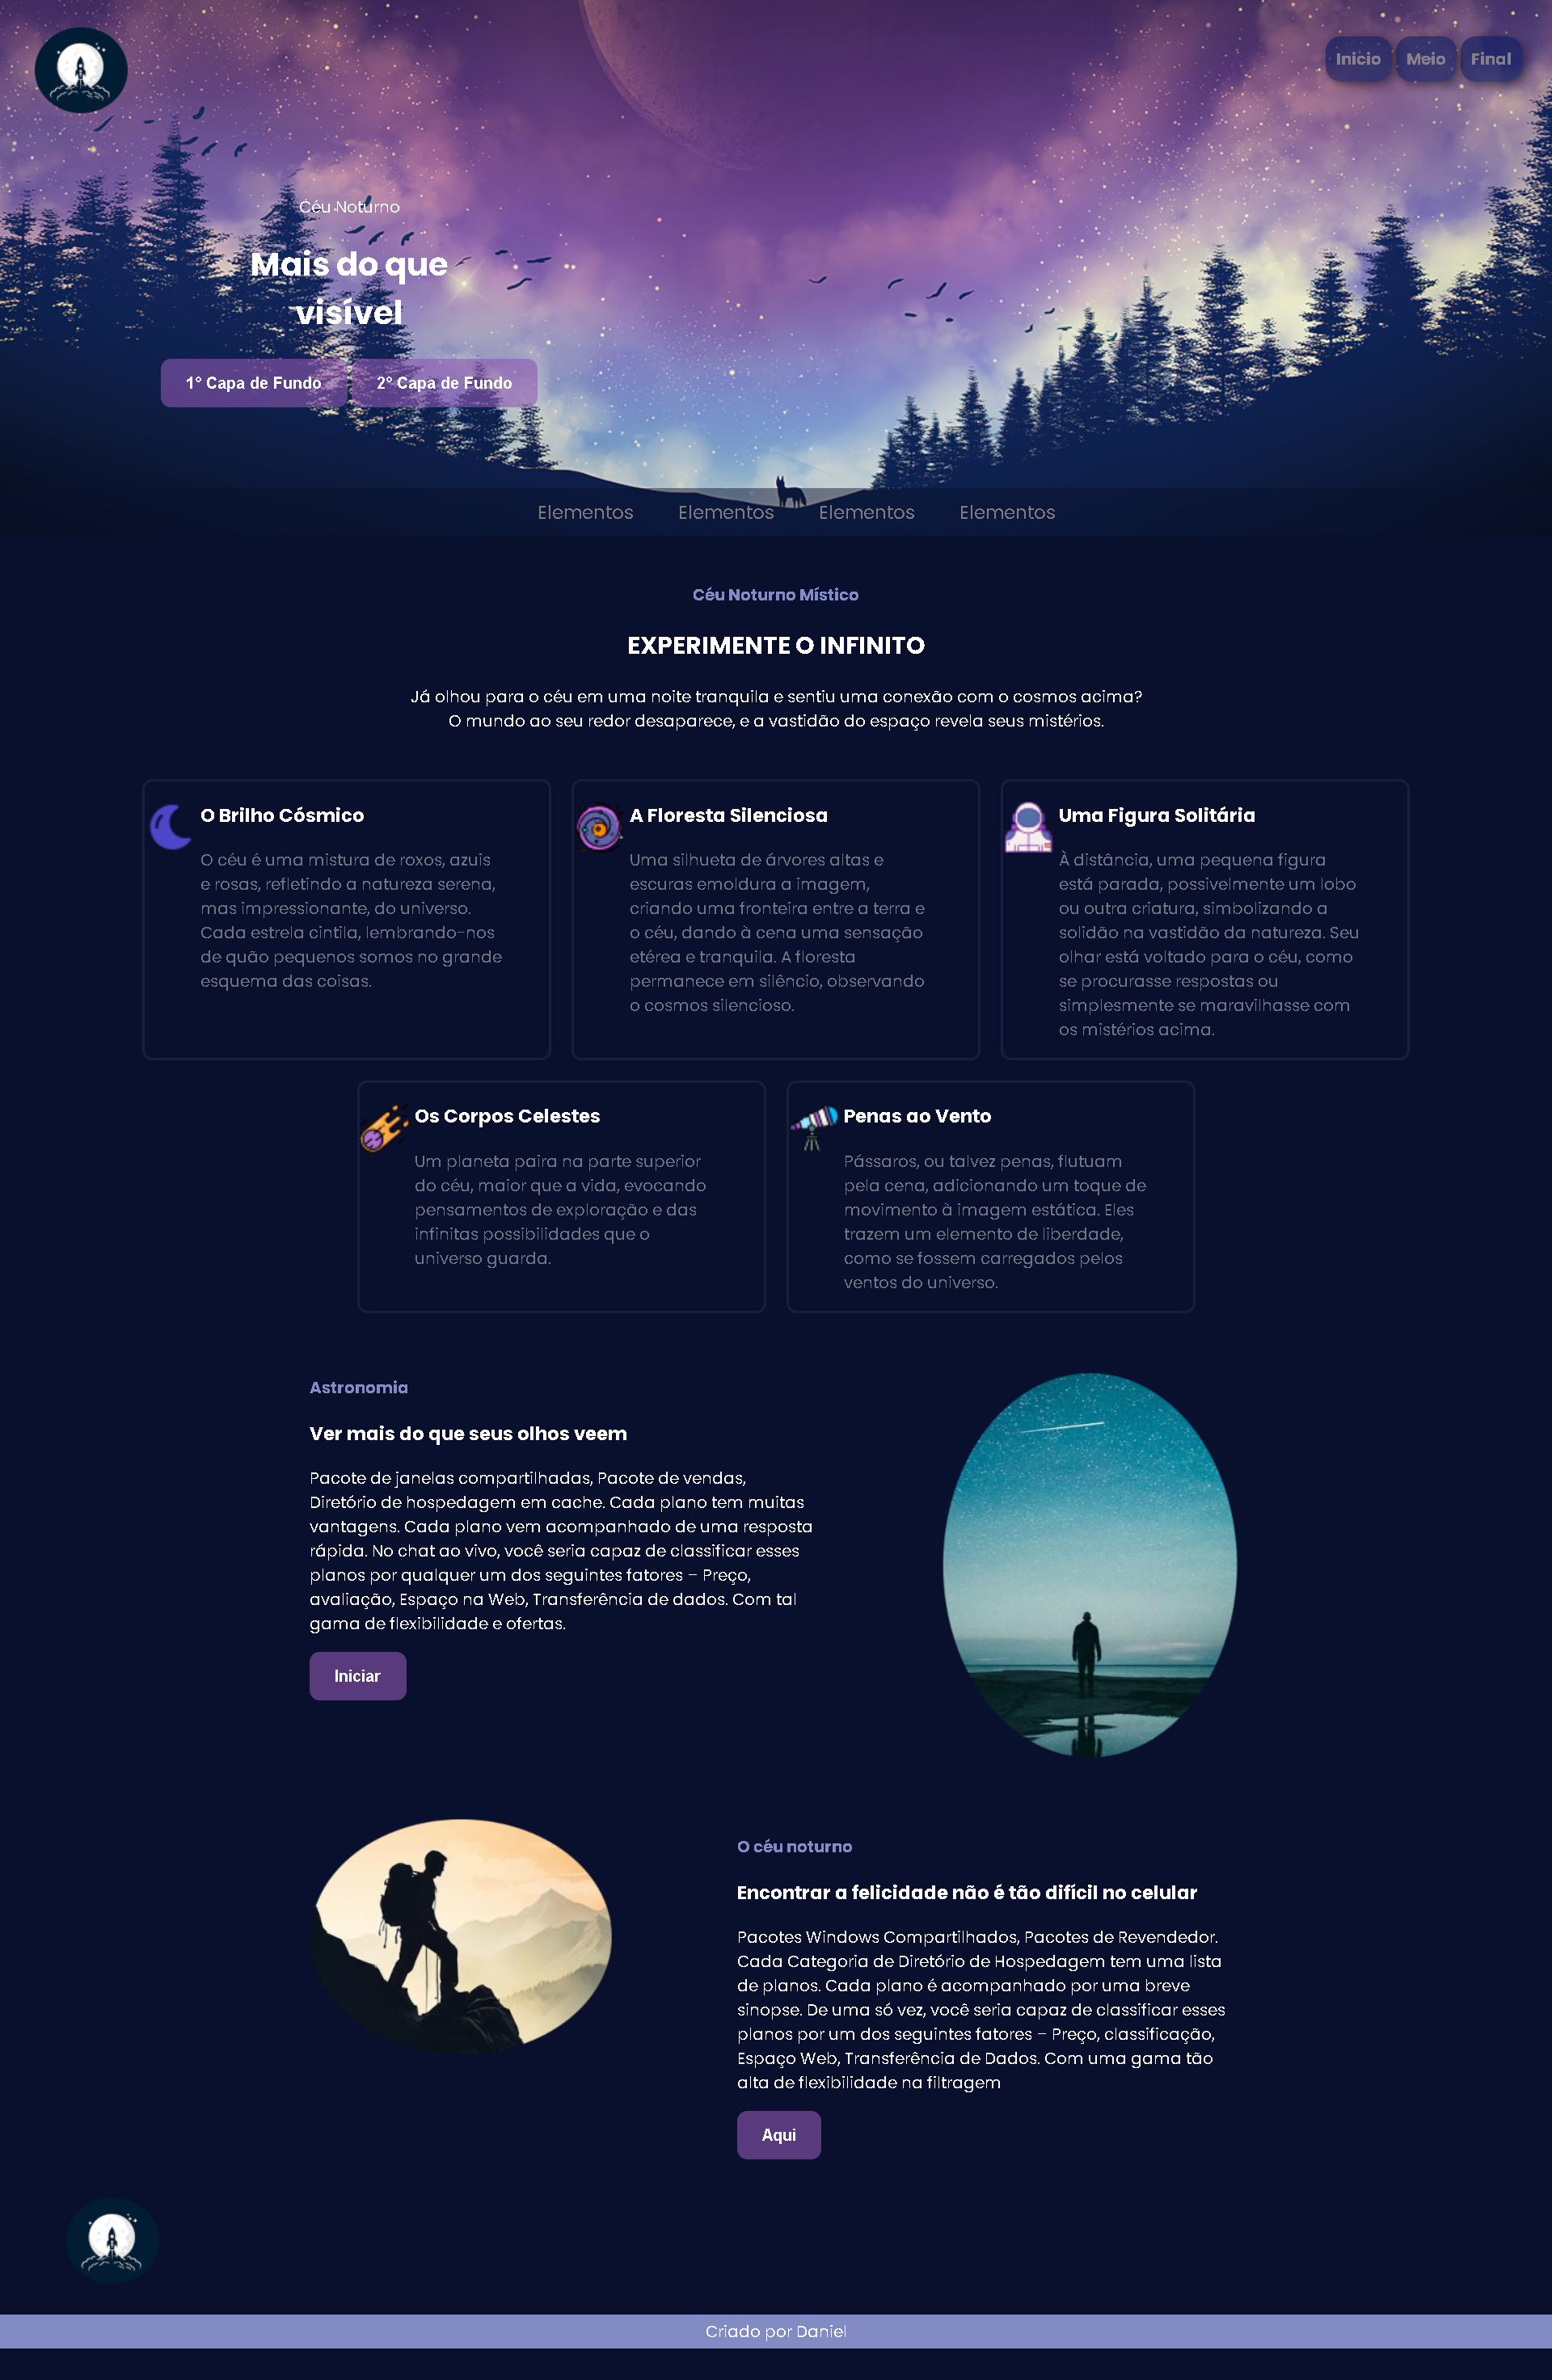 Inicio Meio Final
Céu Noturno
Mais do que
visível
1° Capa de Fundo 2° Capa de Fundo
Elementos Elementos Elementos Elementos
Céu Noturno Místico
EXPERIMENTE O INFINITO
Já olhou para o céu em uma noite tranquila e sentiu uma conexão com o cosmos acima?
O mundo ao seu redor desaparece, e a vastidão do espaço revela seus mistérios.
O Brilho Cósmico
O céu é uma mistura de roxos, azuis
e rosas, refletindo a natureza serena,
mas impressionante, do universo.
Cada estrela cintila, lembrando-nos
de quão pequenos somos no grande
esquema das coisas.
A Floresta Silenciosa
Uma silhueta de árvores altas e
escuras emoldura a imagem,
criando uma fronteira entre a terra e
o céu, dando à cena uma sensação
etérea e tranquila. A floresta
permanece em silêncio, observando
o cosmos silencioso.
Uma Figura Solitária
À distância, uma pequena figura
está parada, possivelmente um lobo
ou outra criatura, simbolizando a
solidão na vastidão da natureza. Seu
olhar está voltado para o céu, como
se procurasse respostas ou
simplesmente se maravilhasse com
os mistérios acima.
Os Corpos Celestes
Um planeta paira na parte superior
do céu, maior que a vida, evocando
pensamentos de exploração e das
infinitas possibilidades que o
universo guarda.
Penas ao Vento
Pássaros, ou talvez penas, flutuam
pela cena, adicionando um toque de
movimento à imagem estática. Eles
trazem um elemento de liberdade,
como se fossem carregados pelos
ventos do universo.
Astronomia
Ver mais do que seus olhos veem
Pacote de janelas compartilhadas, Pacote de vendas,
Diretório de hospedagem em cache. Cada plano tem muitas
vantagens. Cada plano vem acompanhado de uma resposta
rápida. No chat ao vivo, você seria capaz de classificar esses
planos por qualquer um dos seguintes fatores – Preço,
avaliação, Espaço na Web, Transferência de dados. Com tal
gama de flexibilidade e ofertas.
Iniciar
O céu noturno
Encontrar a felicidade não é tão difícil no celular
Pacotes Windows Compartilhados, Pacotes de Revendedor.
Cada Categoria de Diretório de Hospedagem tem uma lista
de planos. Cada plano é acompanhado por uma breve
sinopse. De uma só vez, você seria capaz de classificar esses
planos por um dos seguintes fatores – Preço, classificação,
Espaço Web, Transferência de Dados. Com uma gama tão
alta de flexibilidade na filtragem
Aqui
Criado por Daniel